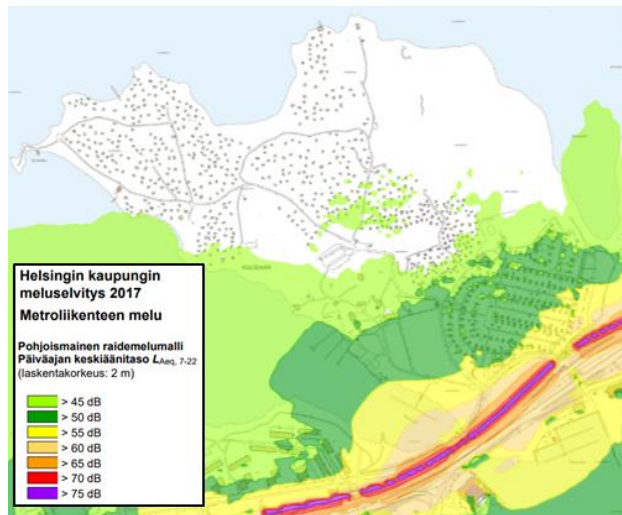 KULOSAARI
Helsingin kaupungin
meluselvitys 2017
Metroliikenteen melu
Pohjoismainen raidemelumalli
Päiväajan keskiäänitaso LAeq, 7-22
(laskentakorkeus: 2 m)
> 45 dB
> 50 dB
> 55 dB
> 60 dB
> 65 dB
> 70 dB
> 75 dB